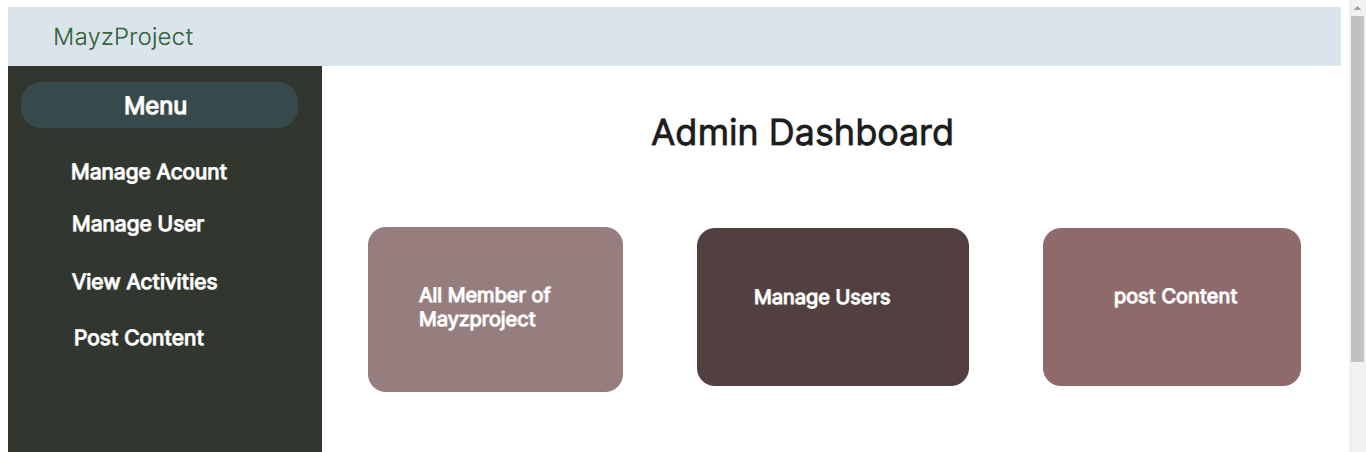 MayzProject
Menu
Manage Acount
Manage User
View Activities
Post Content
Admin Dashboard
All Member of
Mayzproject
Manage Users
post Content